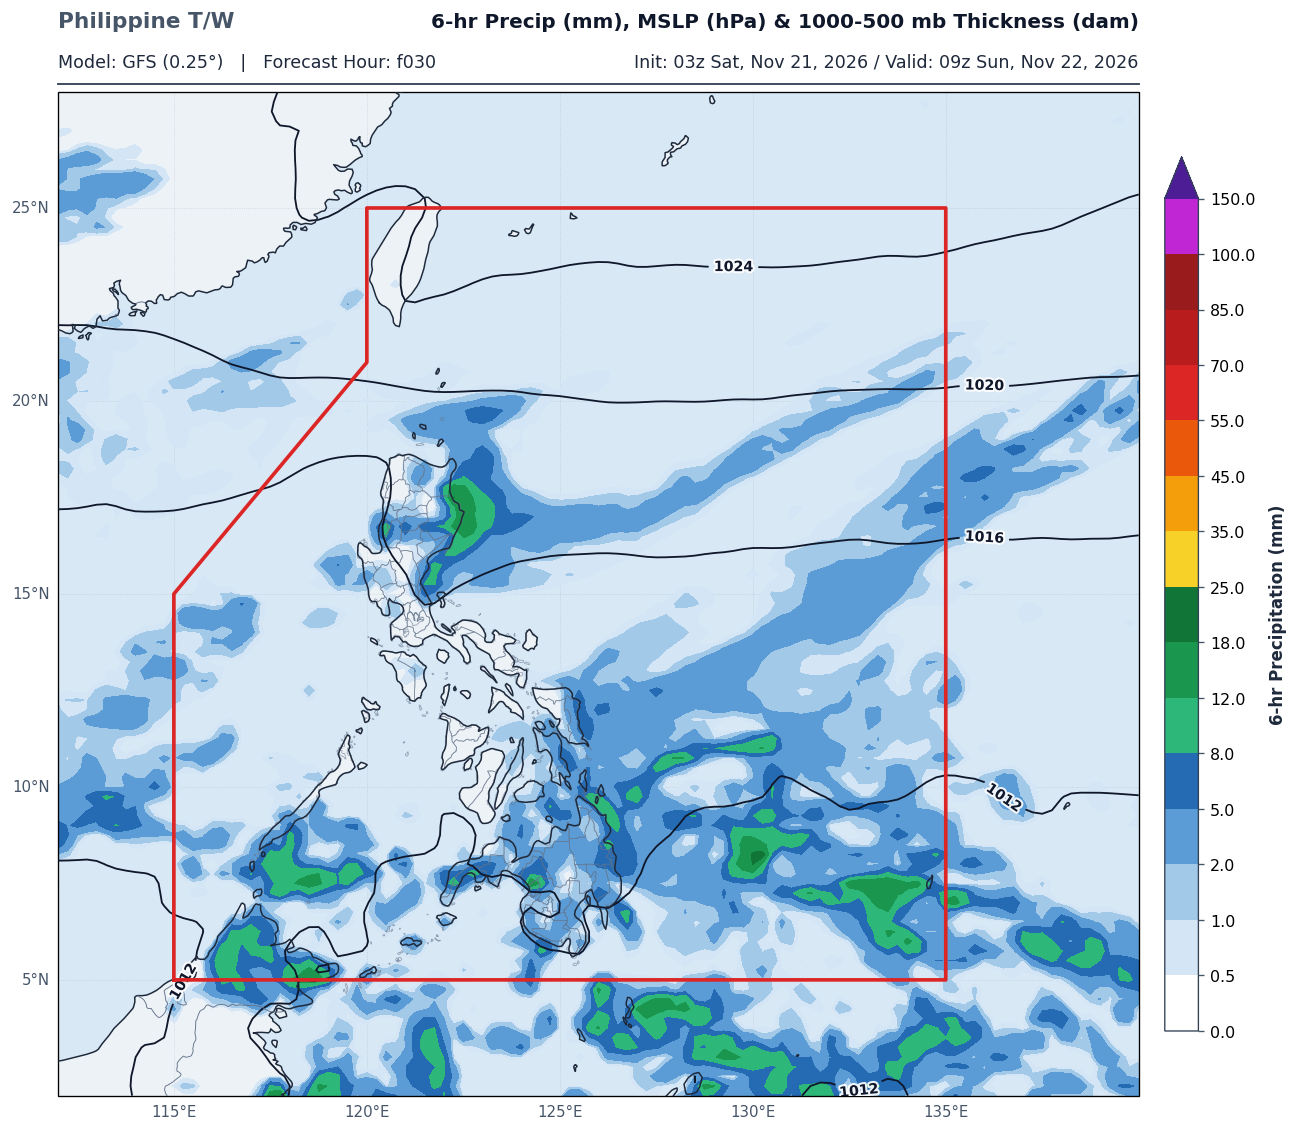 Philippine T/W
6-hr Precip (mm), MSLP (hPa) & 1000-500 mb Thickness (dam)
Model: GFS (0.25°) | Forecast Hour: f030
Init: 03z Sat, Nov 21, 2026 / Valid: 09z Sun, Nov 22, 2026
25°N
20°N
15°N
10°N
5°N
1024
1020
1016
1012
1012
1012
115°E
120°E
125°E
130°E
135°E
150.0
100.0
85.0
70.0
55.0
45.0
35.0
25.0
18.0
12.0
8.0
5.0
2.0
1.0
0.5
0.0
6-hr Precipitation (mm)